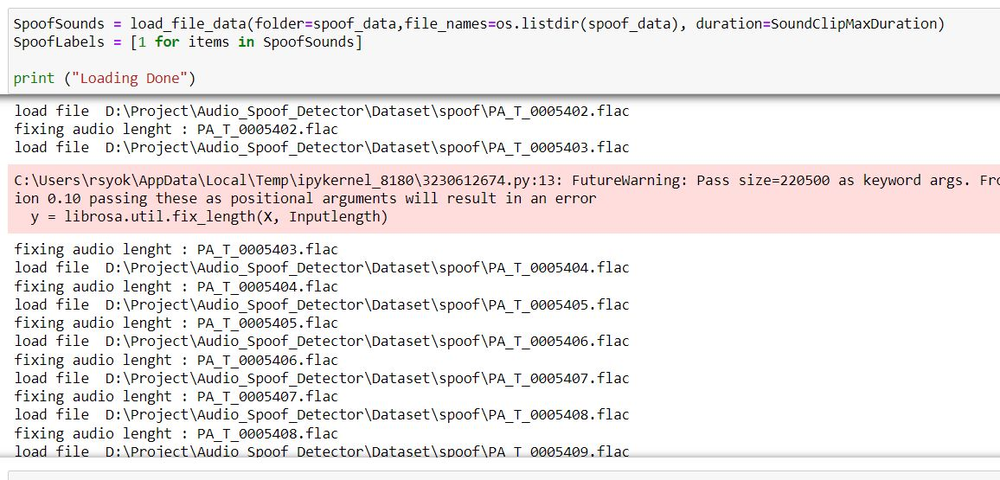 SpoofSounds = load_file_data(folder=spoof_data,file_names=os.listdir(spoof_data), duration=SoundClipMaxDuration)
SpoofLabels = [1 for items in SpoofSounds]
print ("Loading Done")
load file  D:\Project\Audio_Spoof_Detector\Dataset\spoof\PA_T_0005402.flac
fixing audio lenght : PA_T_0005402.flac
load file  D:\Project\Audio_Spoof_Detector\Dataset\spoof\PA_T_0005403.flac
C:\Users\rsyok\AppData\Local\Temp\ipykernel_8180\3230612674.py:13: FutureWarning: Pass size=220500 as keyword args. Fro
ion 0.10 passing these as positional arguments will result in an error
  y = librosa.util.fix_length(X, Inputlength)
fixing audio lenght : PA_T_0005403.flac
load file  D:\Project\Audio_Spoof_Detector\Dataset\spoof\PA_T_0005404.flac
fixing audio lenght : PA_T_0005404.flac
load file  D:\Project\Audio_Spoof_Detector\Dataset\spoof\PA_T_0005405.flac
fixing audio lenght : PA_T_0005405.flac
load file  D:\Project\Audio_Spoof_Detector\Dataset\spoof\PA_T_0005406.flac
fixing audio lenght : PA_T_0005406.flac
load file  D:\Project\Audio_Spoof_Detector\Dataset\spoof\PA_T_0005407.flac
fixing audio lenght : PA_T_0005407.flac
load file  D:\Project\Audio_Spoof_Detector\Dataset\spoof\PA_T_0005408.flac
fixing audio lenght : PA_T_0005408.flac
load file  D:\Project\Audio_Spoof_Detector\Dataset\spoof\PA_T_0005409.flac